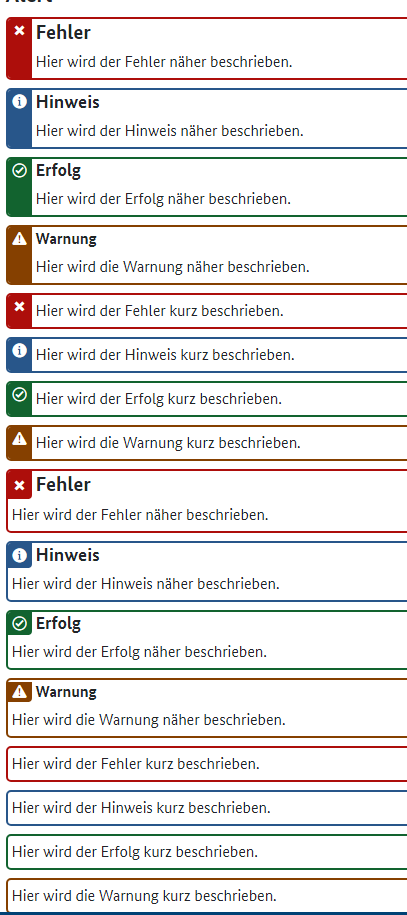 Alert
Fehler
Hier wird der Fehler näher beschrieben.
Hinweis
Hier wird der Hinweis näher beschrieben.
Erfolg
Hier wird der Erfolg näher beschrieben.
Warnung
Hier wird die Warnung näher beschrieben.
Hier wird der Fehler kurz beschrieben.
Hier wird der Hinweis kurz beschrieben.
Hier wird der Erfolg kurz beschrieben.
Hier wird die Warnung kurz beschrieben.
Fehler
Hier wird der Fehler näher beschrieben.
Hinweis
Hier wird der Hinweis näher beschrieben.
Erfolg
Hier wird der Erfolg näher beschrieben.
Warnung
Hier wird die Warnung näher beschrieben.
Hier wird der Fehler kurz beschrieben.
Hier wird der Hinweis kurz beschrieben.
Hier wird der Erfolg kurz beschrieben.
Hier wird die Warnung kurz beschrieben.